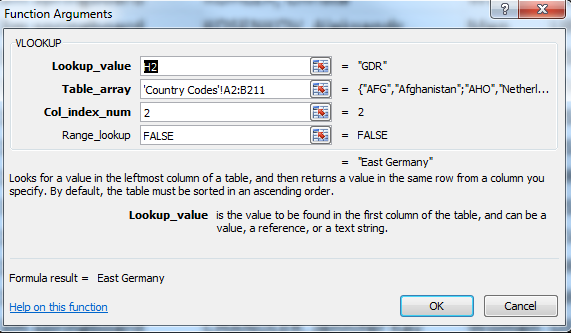 Function Arguments
VLOOKUP
Lookup_value H2 = "GDR"
Table_array 'Country Codes'!A2:B211 = {"AFG","Afghanistan";"AHO","Netherl...
Col_index_num 2 = 2
Range_lookup FALSE = FALSE
= "East Germany"
Looks for a value in the leftmost column of a table, and then returns a value in the same row from a column you
specify. By default, the table must be sorted in an ascending order.
Lookup_value is the value to be found in the first column of the table, and can be a
value, a reference, or a text string.
Formula result = East Germany
Help on this function OK Cancel